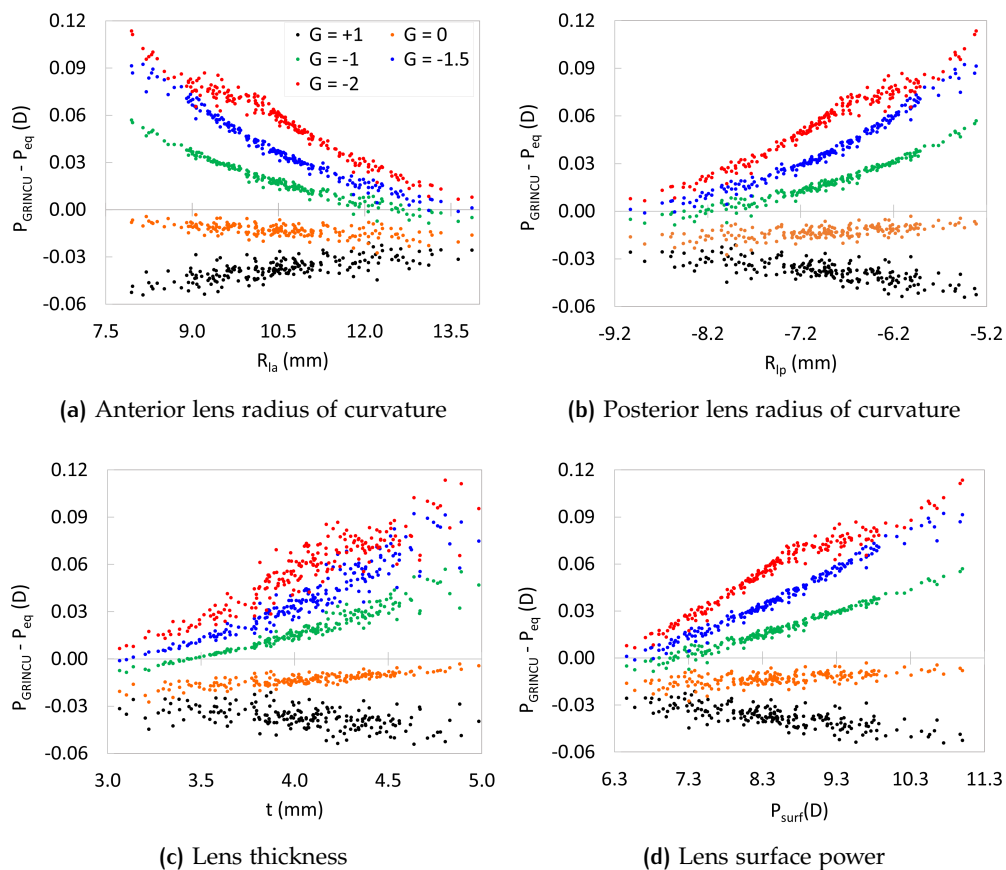 0.12
0.09
0.06
0.03
0.00
-0.03
-0.06
P_GRINCU - P_eq (D)
G = +1 G = 0
G = -1 G = -1.5
G = -2
7.5 9.0 10.5 12.0 13.5
R_la (mm)
(a) Anterior lens radius of curvature
0.12
0.09
0.06
0.03
0.00
-0.03
-0.06
P_GRINCU - P_eq (D)
-9.2 -8.2 -7.2 -6.2 -5.2
R_lp (mm)
(b) Posterior lens radius of curvature
0.12
0.09
0.06
0.03
0.00
-0.03
-0.06
P_GRINCU - P_eq (D)
3.0 3.5 4.0 4.5 5.0
t (mm)
(c) Lens thickness
0.12
0.09
0.06
0.03
0.00
-0.03
-0.06
P_GRINCU - P_eq (D)
6.3 7.3 8.3 9.3 10.3 11.3
P_surf(D)
(d) Lens surface power